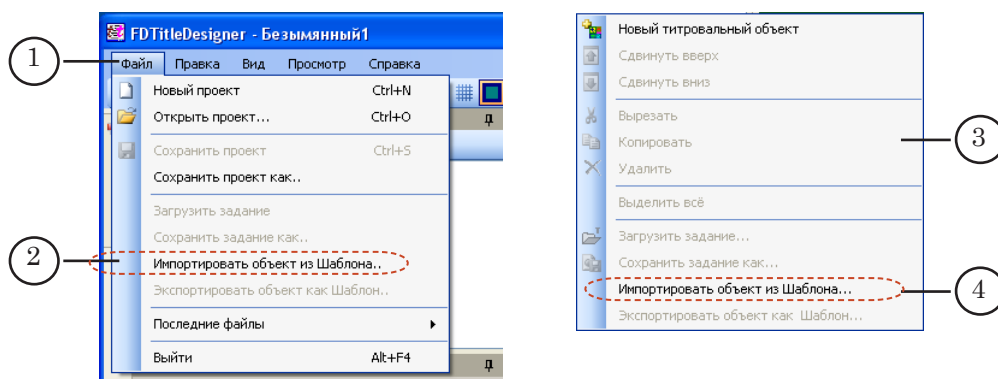 FDTitleDesigner - Безымянный1
1
Файл Правка Вид Просмотр Справка
Новый проект Ctrl+N
Открыть проект... Ctrl+O
Сохранить проект Ctrl+S
Сохранить проект как..
Загрузить задание
Сохранить задание как..
2
Импортировать объект из Шаблона..
Экспортировать объект как Шаблон..
Последние файлы
Выйти Alt+F4
Новый титровальный объект
Сдвинуть вверх
Сдвинуть вниз
Вырезать
Копировать
3
Удалить
Выделить всё
Загрузить задание...
Сохранить задание как...
Импортировать объект из Шаблона...
4
Экспортировать объект как Шаблон...